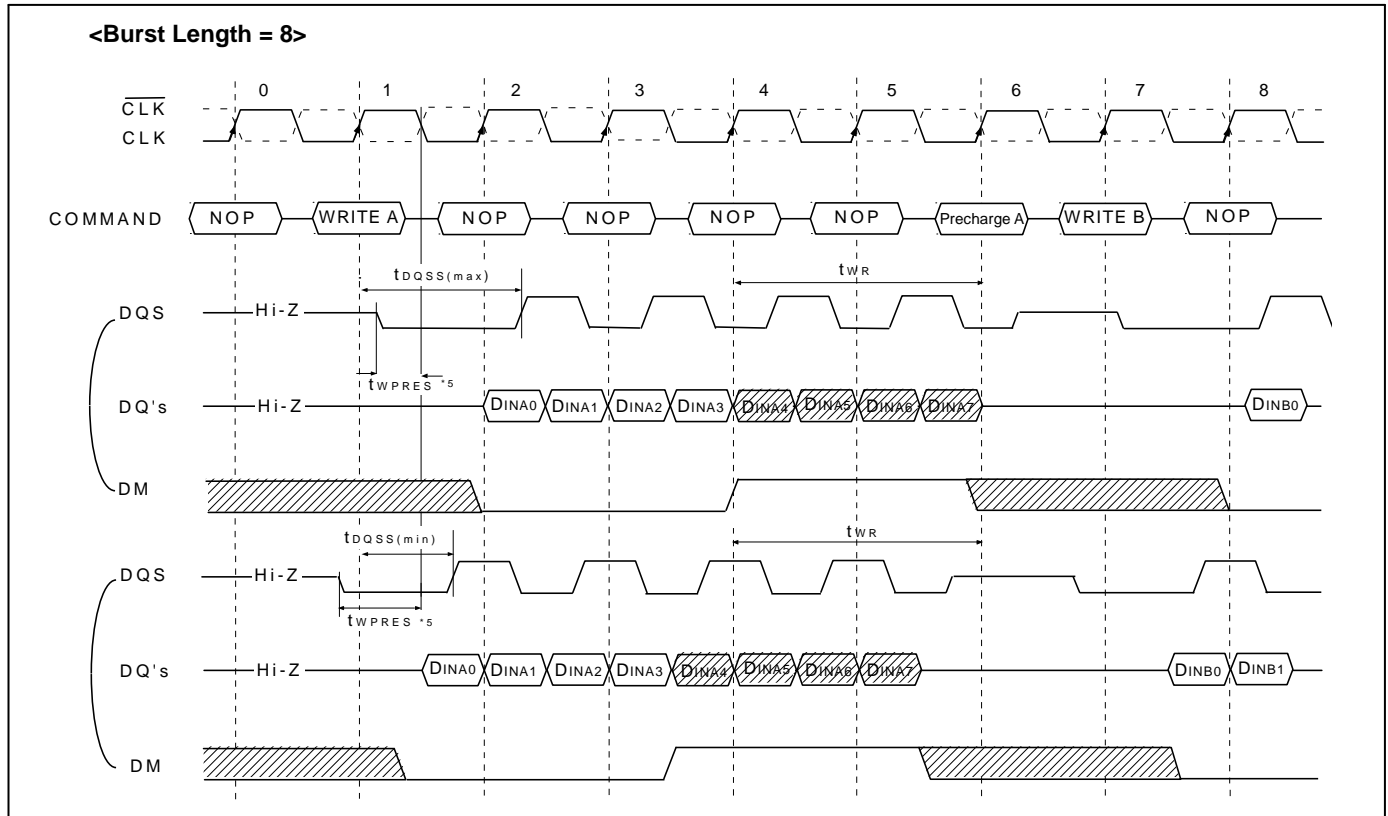 <Burst Length = 8>
0 1 2 3 4 5 6 7 8
CLK
CLK
COMMAND NOP WRITE A NOP NOP NOP NOP Precharge A WRITE B NOP
tDQSS(max) tWR
DQS Hi-Z
tWPRES *5
DQ's Hi-Z DINA0 DINA1 DINA2 DINA3 DINA4 DINA5 DINA6 DINA7 DINB0
DM
tDQSS(min) tWR
DQS Hi-Z
tWPRES *5
DQ's Hi-Z DINA0 DINA1 DINA2 DINA3 DINA4 DINA5 DINA6 DINA7 DINB0 DINB1
DM